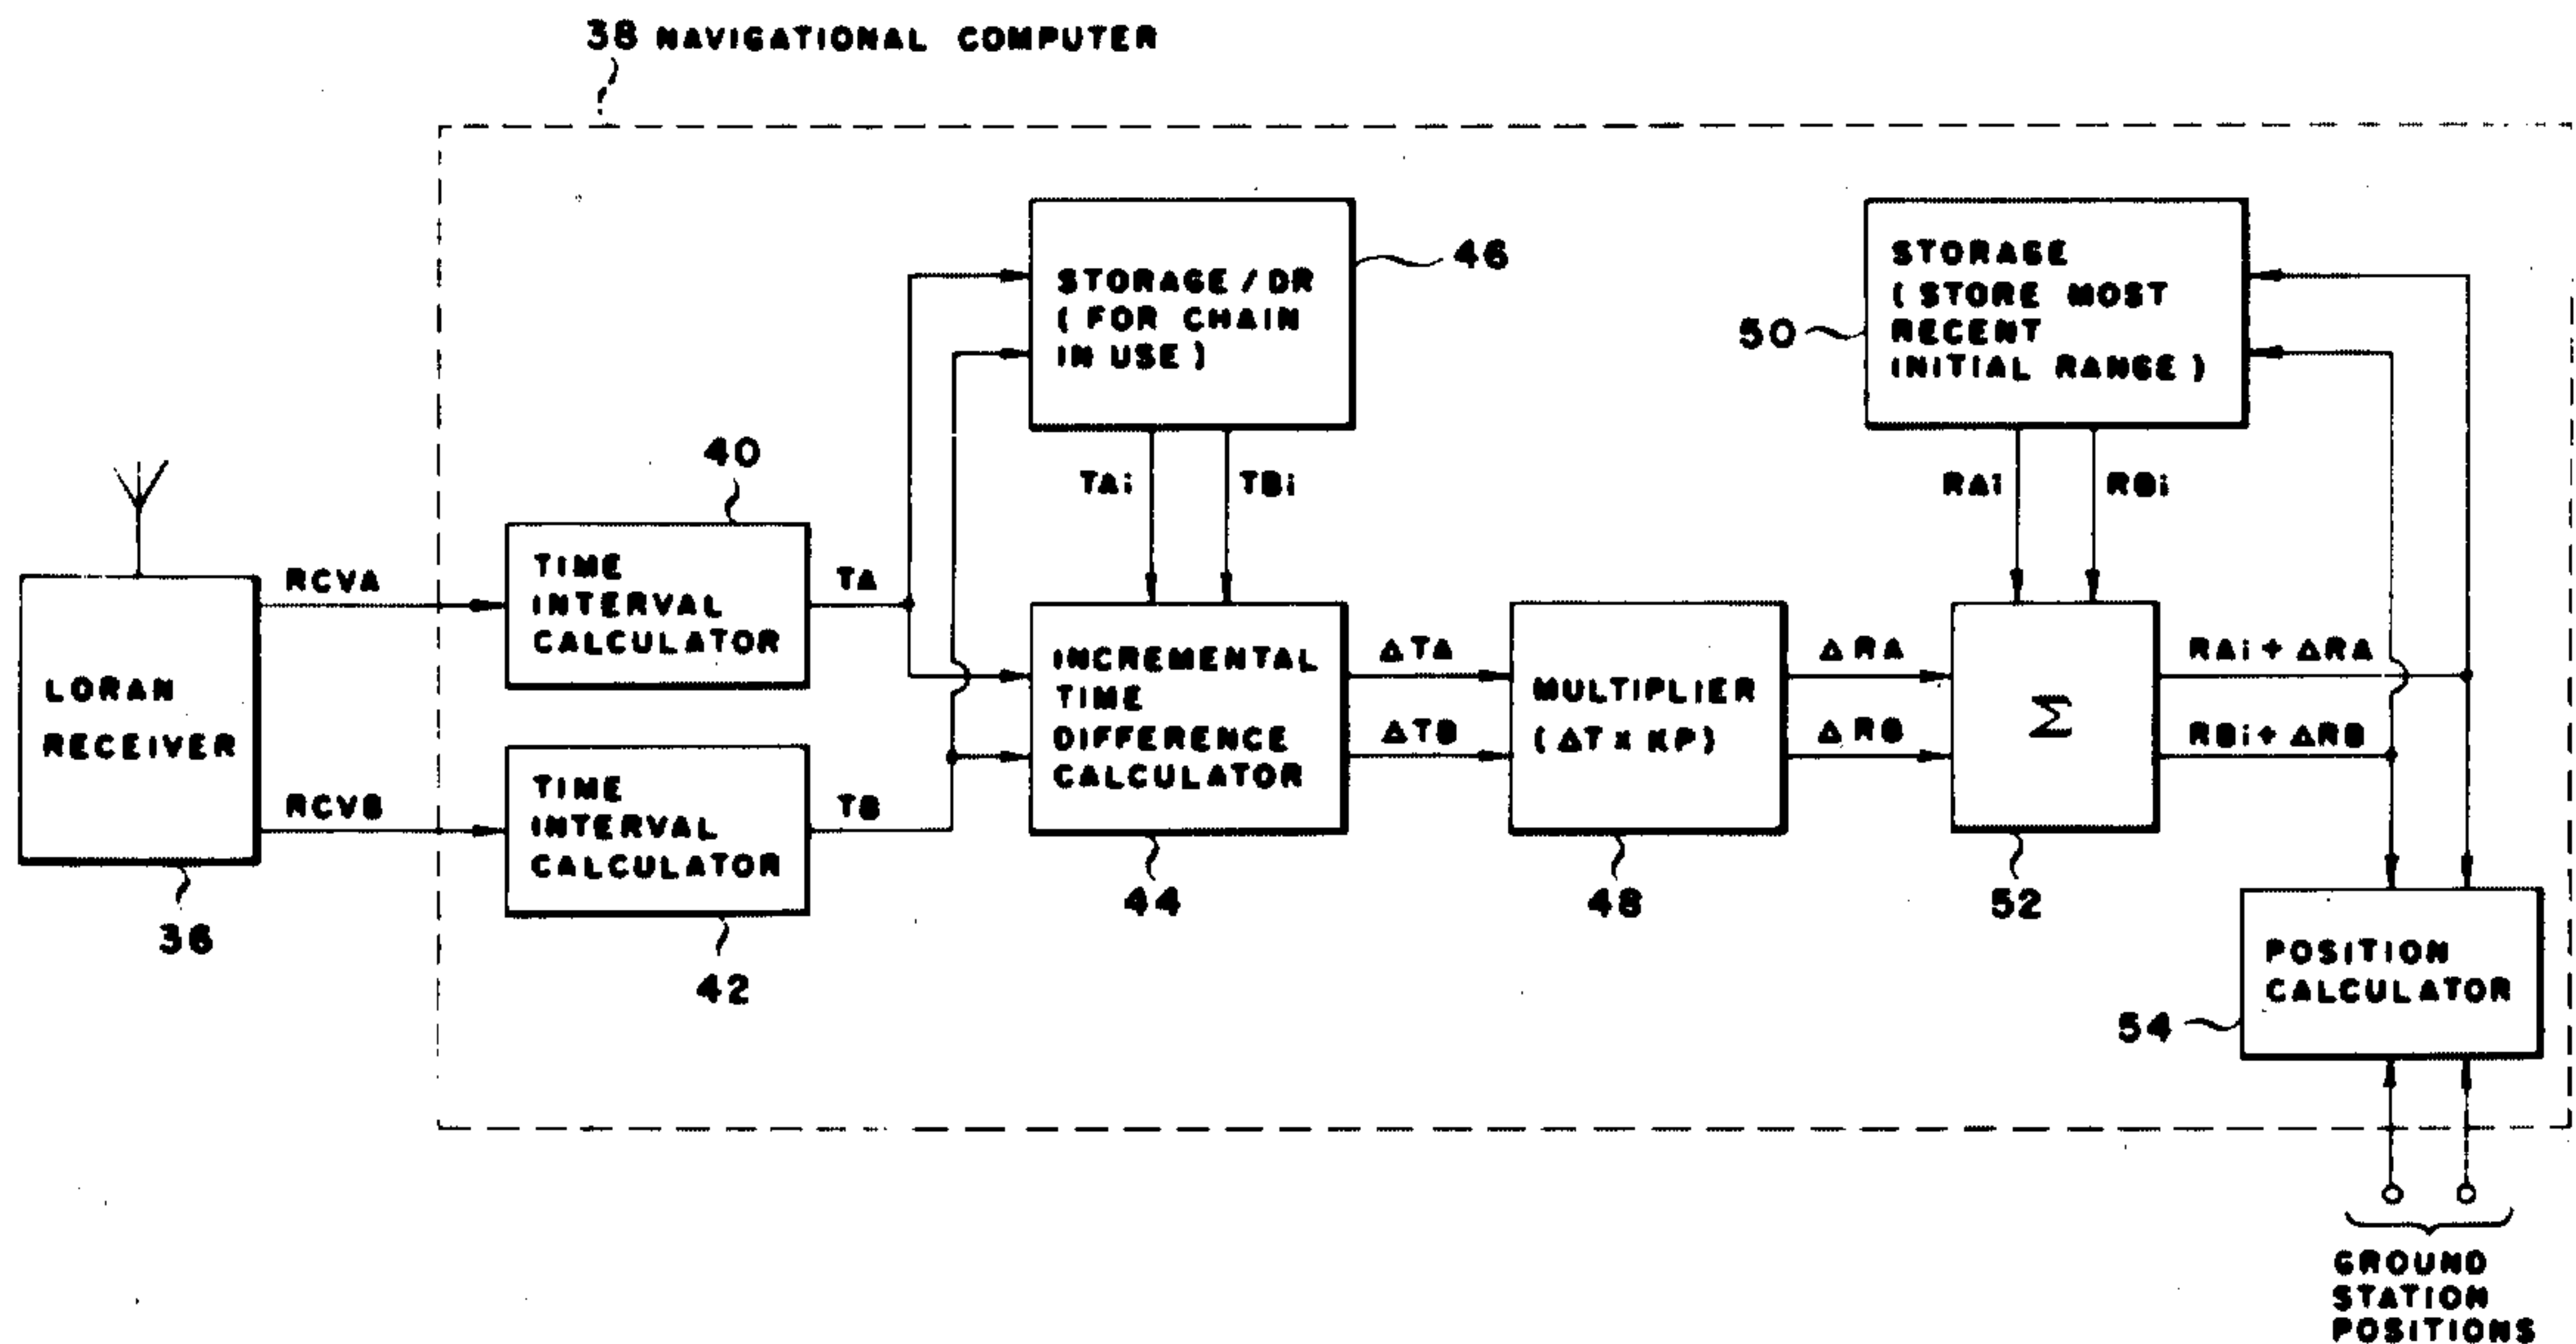 38 NAVIGATIONAL COMPUTER
LORAN
RECEIVER
36
RCVA
RCVB
40
TIME
INTERVAL
CALCULATOR
TIME
INTERVAL
CALCULATOR
42
TA
TB
STORAGE / DR
( FOR CHAIN
IN USE )
46
TAi
TBi
INCREMENTAL
TIME
DIFFERENCE
CALCULATOR
44
ΔTA
ΔTB
MULTIPLIER
(ΔT x KP)
48
ΔRA
ΔRB
50
STORAGE
( STORE MOST
RECENT
INITIAL RANGE )
RAi
RBi
Σ
52
RAi + ΔRA
RBi + ΔRB
POSITION
CALCULATOR
54
GROUND
STATION
POSITIONS